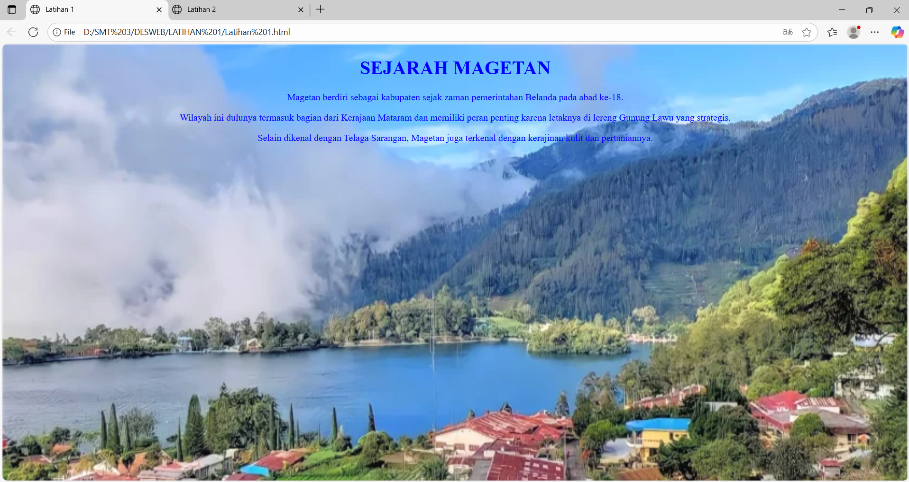 Latihan 1
Latihan 2
File
D:/SMT%203/DESWEB/LATIHAN%201/Latihan%201.html
SEJARAH MAGETAN
Magetan berdiri sebagai kabupaten sejak zaman pemerintahan Belanda pada abad ke-18.
Wilayah ini dulunya termasuk bagian dari Kerajaan Mataram dan memiliki peran penting karena letaknya di lereng Gunung Lawu yang strategis.
Selain dikenal dengan Telaga Sarangan, Magetan juga terkenal dengan kerajinan kulit dan pertaniannya.